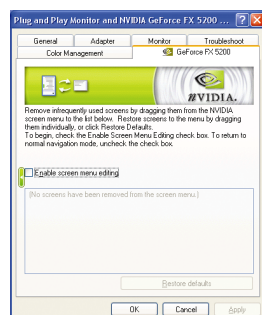 Plug and Play Monitor and NVIDIA GeForce FX 5200 ...
General
Adapter
Monitor
Troubleshoot
Color Management
GeForce FX 5200
NVIDIA.
Remove infrequently used screens by dragging them from the NVIDIA
screen menu to the list below. Restore screens to the menu by dragging
them individually, or click Restore Defaults.
To begin, check the Enable Screen Menu Editing check box. To return to
normal navigation mode, uncheck the check box.
Enable screen menu editing
(No screens have been removed from the screen menu.)
Restore defaults
OK
Cancel
Apply